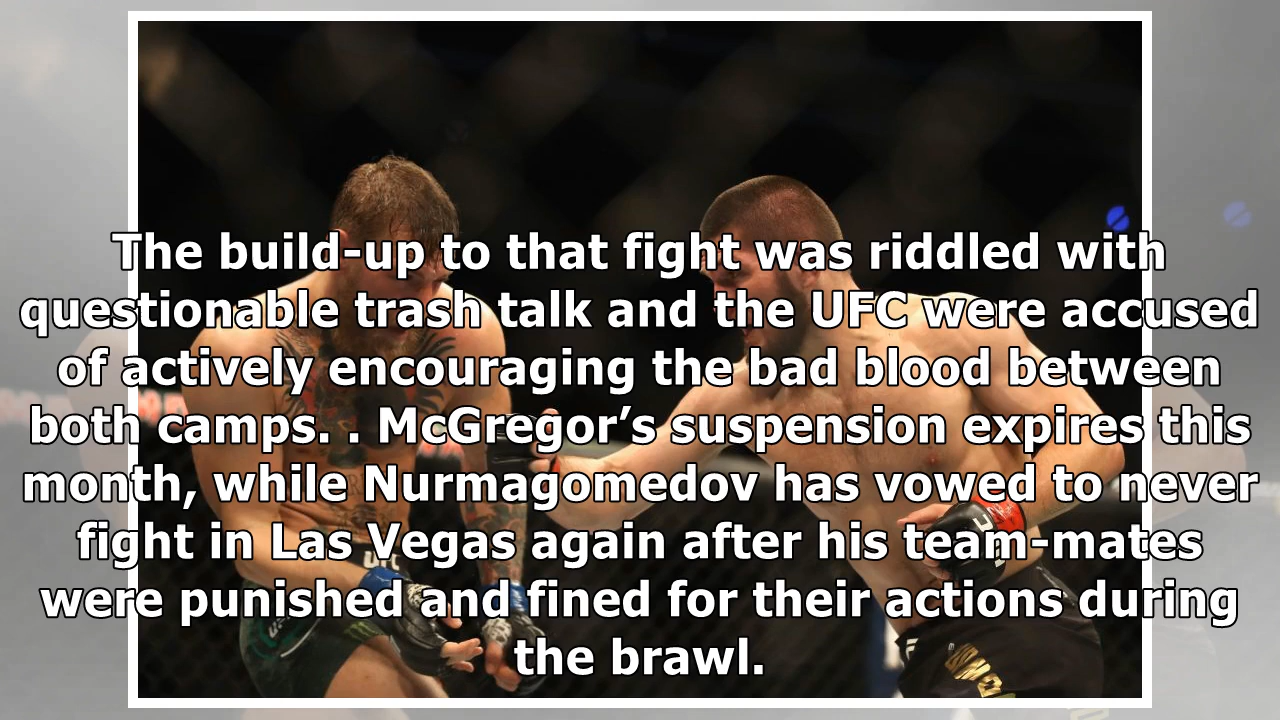 The build-up to that fight was riddled with
questionable trash talk and the UFC were accused
of actively encouraging the bad blood between
both camps. . McGregor’s suspension expires this
month, while Nurmagomedov has vowed to never
fight in Las Vegas again after his team-mates
were punished and fined for their actions during
the brawl.